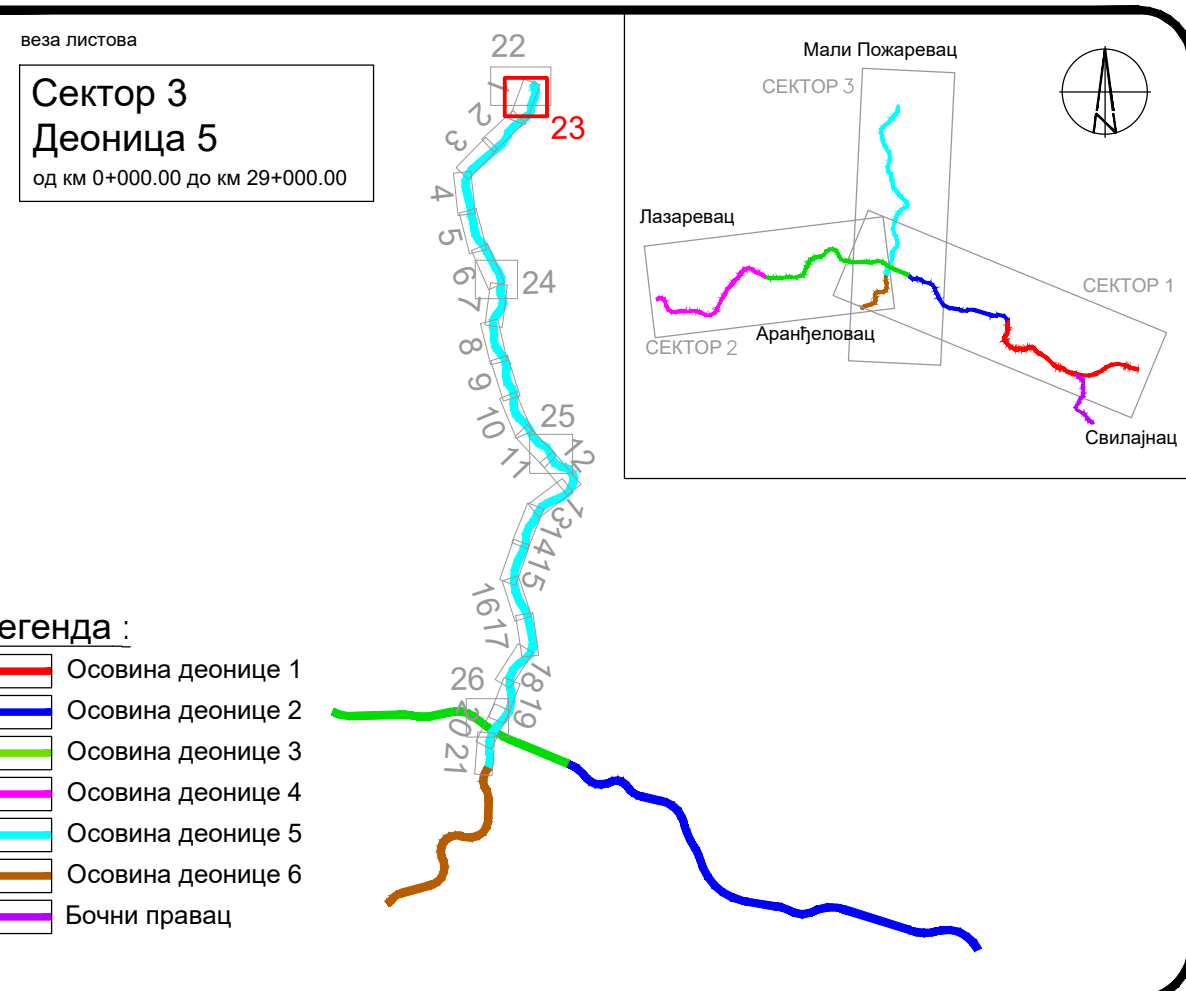 веза листова
Сектор 3
Деоница 5
од км 0+000.00 до км 29+000.00
22
1
23
2
3
4
5
6
24
7
8
9
10
25
11
12
13
14
15
16
17
18
26
19
20
21
Мали Пожаревац
СЕКТОР 3
N
Лазаревац
СЕКТОР 1
СЕКТОР 2
Аранђеловац
Свилајнац
егенда :
Осовина деонице 1
Осовина деонице 2
Осовина деонице 3
Осовина деонице 4
Осовина деонице 5
Осовина деонице 6
Бочни правац